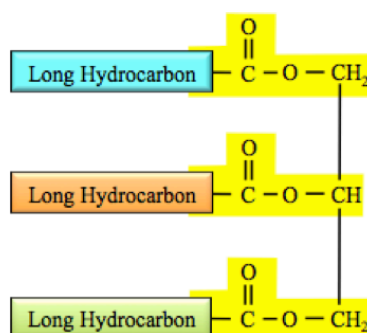 O
Long Hydrocarbon — C — O — CH₂
O
Long Hydrocarbon — C — O — CH
O
Long Hydrocarbon — C — O — CH₂